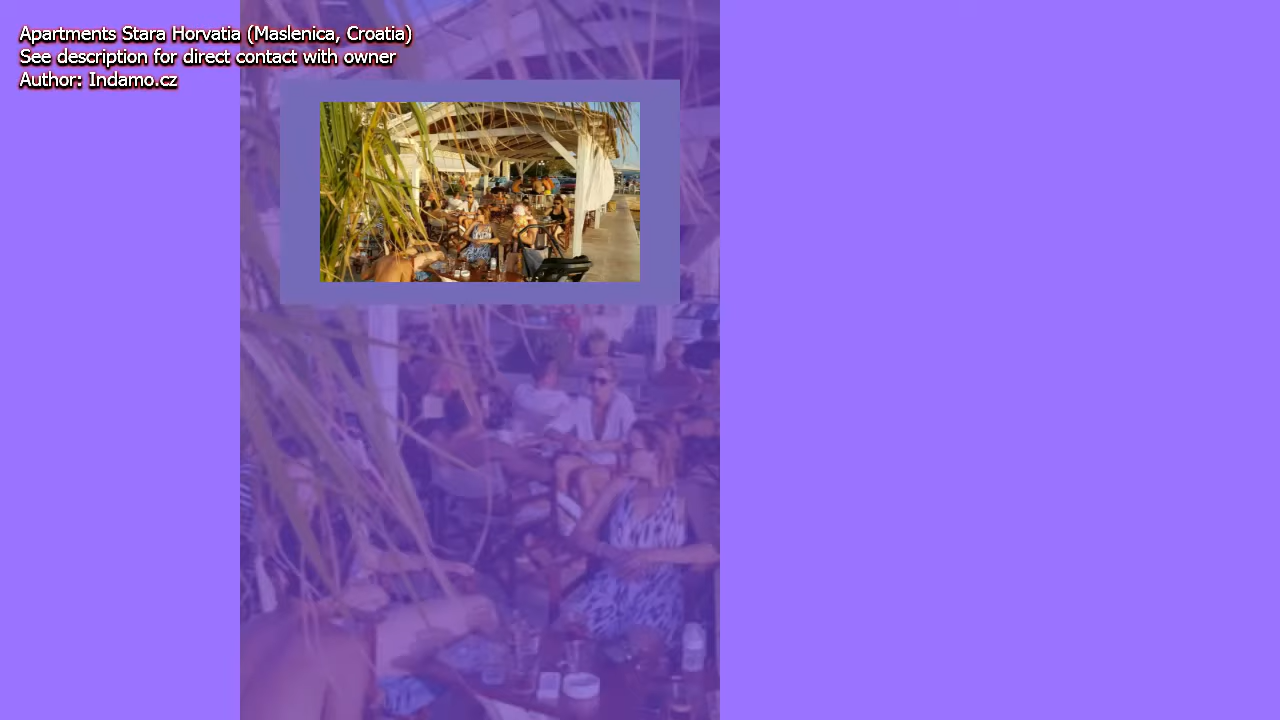 Apartments Stara Horvatia (Maslenica, Croatia)
See description for direct contact with owner
Author: Indamo.cz